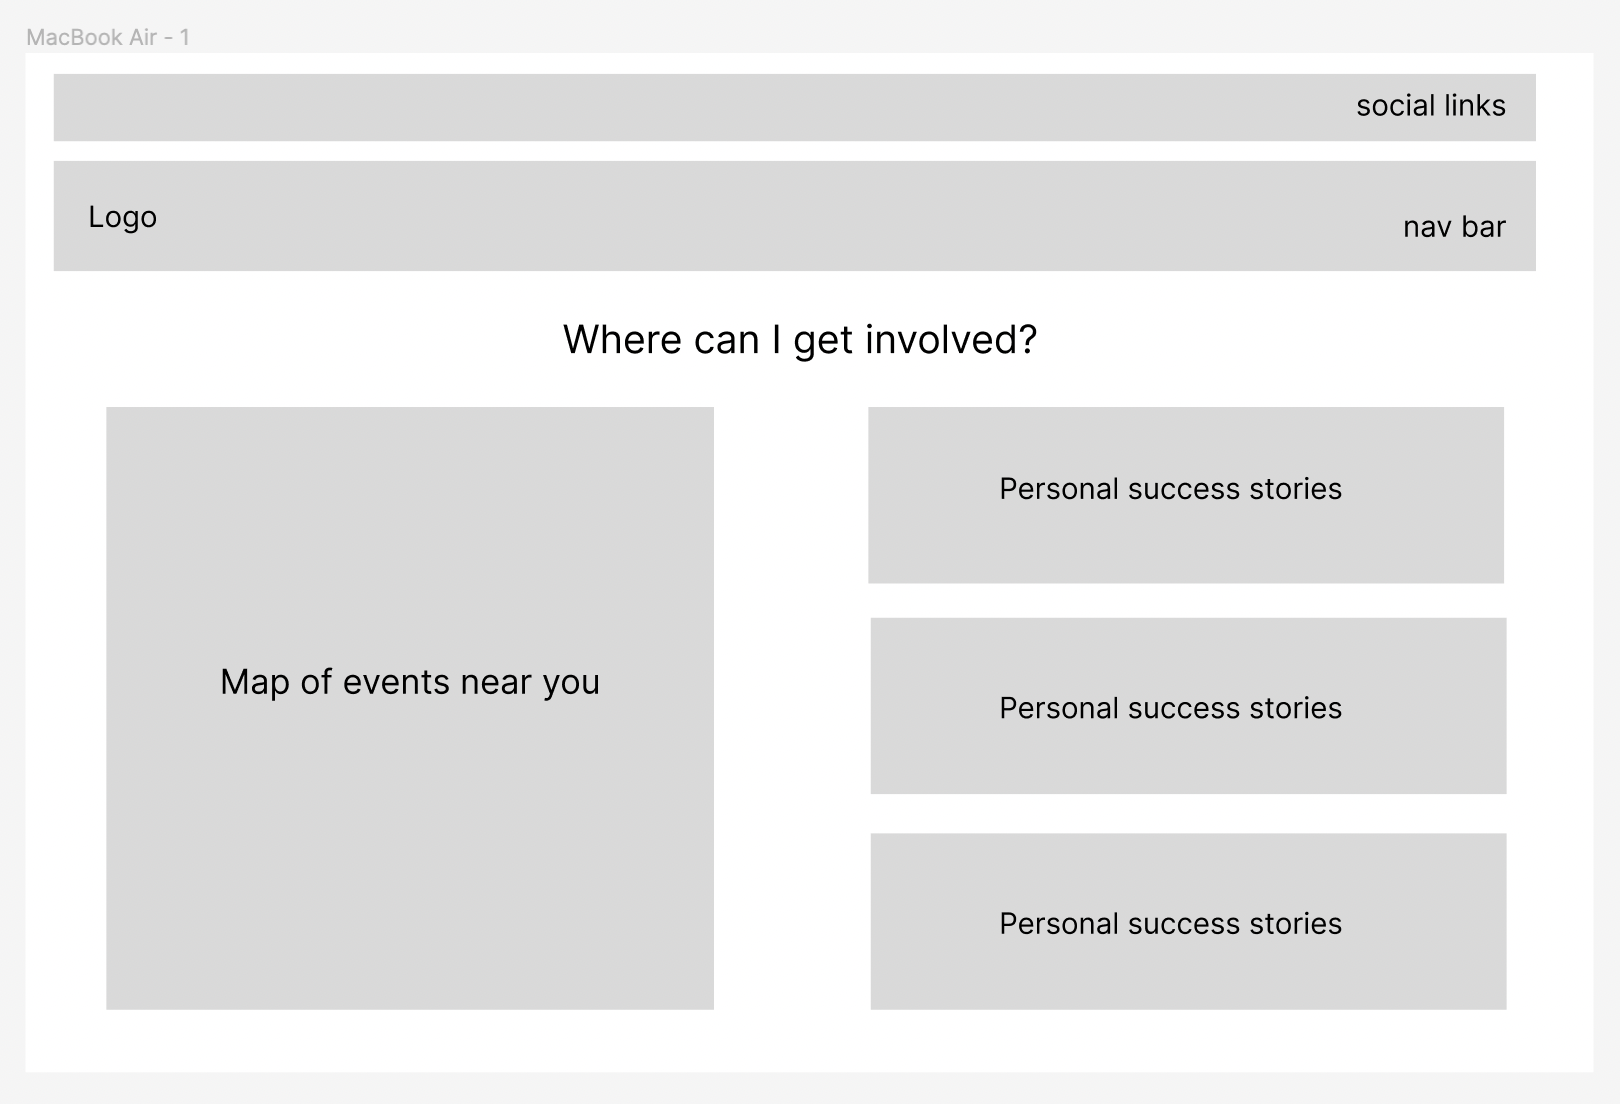 MacBook Air - 1
social links
Logo
nav bar
Where can I get involved?
Map of events near you
Personal success stories
Personal success stories
Personal success stories